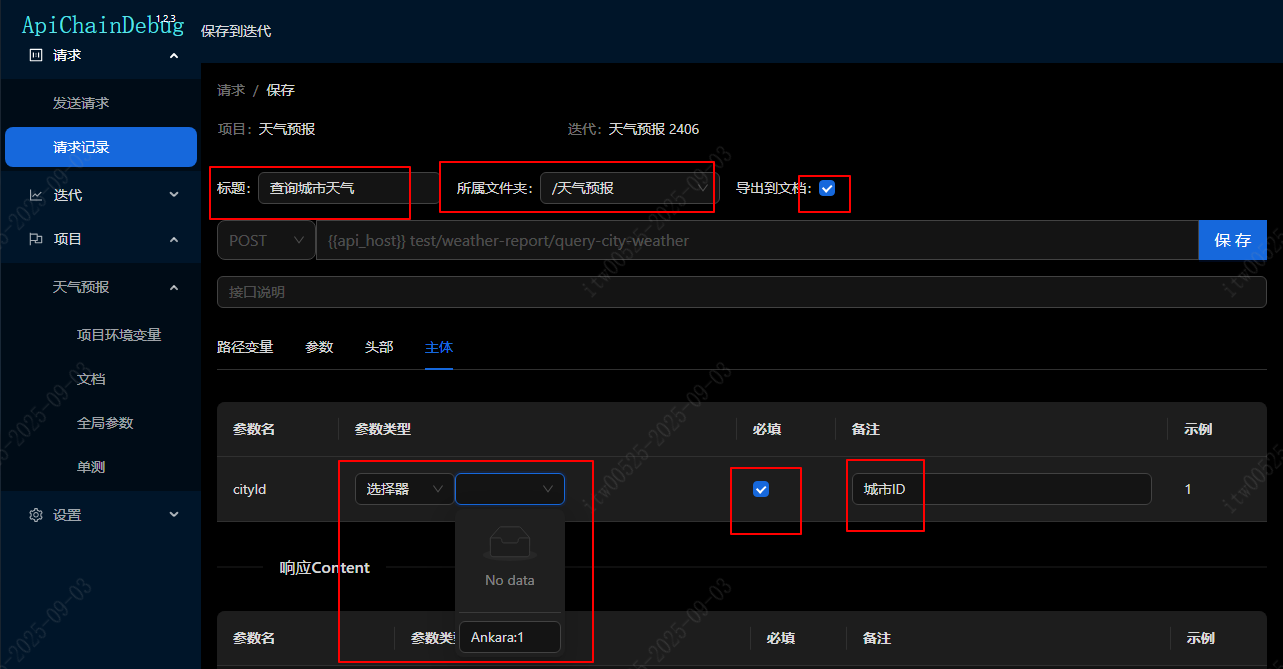 ApiChainDebug 123
保存到迭代
请求
发送请求
请求记录
迭代
项目
天气预报
项目环境变量
文档
全局参数
单测
设置
请求 / 保存
项目: 天气预报 迭代: 天气预报 2406
标题: 查询城市天气 所属文件夹: /天气预报 导出到文档:
POST {{api_host}} test/weather-report/query-city-weather 保 存
接口说明
路径变量 参数 头部 主体
参数名 参数类型 必填 备注 示例
cityId 选择器 城市ID 1
No data
Ankara:1
响应Content
参数名 参数类 必填 备注 示例
itw00525-2025-09-03